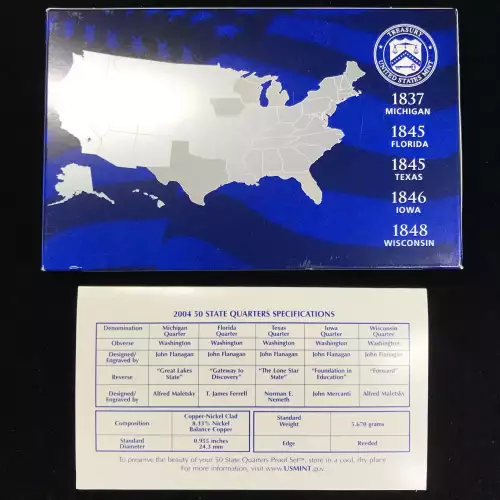 TREASURY
UNITED STATES MINT
1837
MICHIGAN
1845
FLORIDA
1845
TEXAS
1846
IOWA
1848
WISCONSIN
2004 50 STATE QUARTERS SPECIFICATIONS
Denomination Michigan Quarter Florida Quarter Texas Quarter Iowa Quarter Wisconsin Quarter
Obverse Washington Washington Washington Washington Washington
Designed/ Engraved by John Flanagan John Flanagan John Flanagan John Flanagan John Flanagan
Reverse "Great Lakes State" "Gateway to Discovery" "The Lone Star State" "Foundation in Education" "Forward"
Designed/ Engraved by Alfred Maletsky T. James Ferrell Norman E. Nemeth John Mercanti Alfred Maletsky
Composition Copper-Nickel Clad 8.33% Nickel Balance Copper Standard Weight 5.670 grams
Standard Diameter 0.955 inches 24.3 mm Edge Reeded
To preserve the beauty of your 50 State Quarters Proof Set™, store in a cool, dry place.
For more information, visit www.USMINT.gov